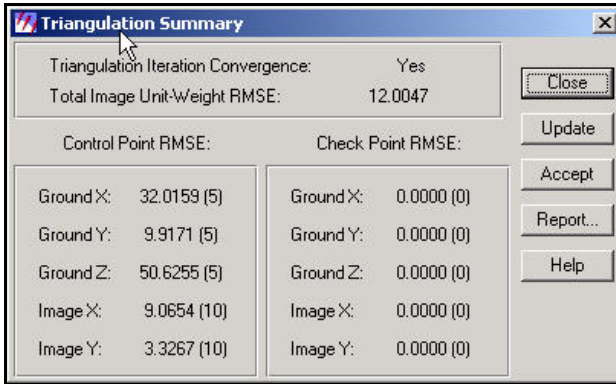 Triangulation Summary
Triangulation Iteration Convergence: Yes
Total Image Unit-Weight RMSE: 12.0047
Control Point RMSE:
Ground X: 32.0159 (5)
Ground Y: 9.9171 (5)
Ground Z: 50.6255 (5)
Image X: 9.0654 (10)
Image Y: 3.3267 (10)
Check Point RMSE:
Ground X: 0.0000 (0)
Ground Y: 0.0000 (0)
Ground Z: 0.0000 (0)
Image X: 0.0000 (0)
Image Y: 0.0000 (0)
Close
Update
Accept
Report...
Help